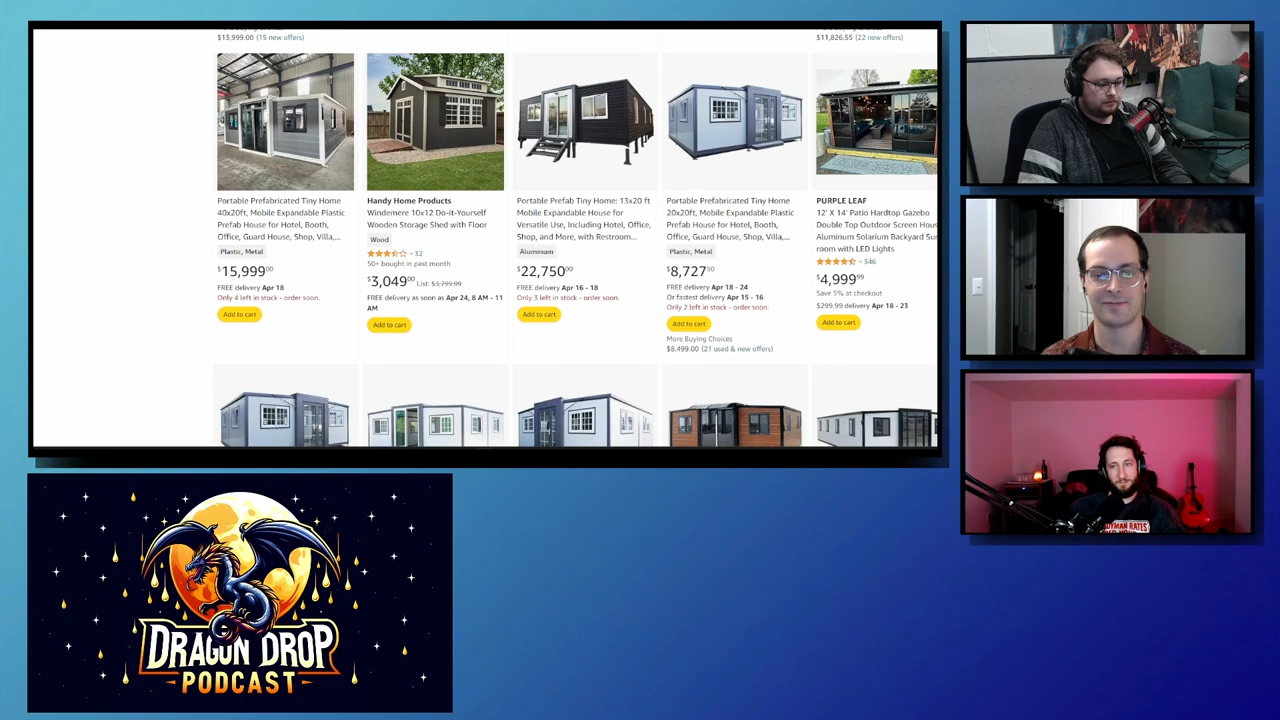 $13,999.00 (15 new offers)
$11,826.55 (22 new offers)
Portable Prefabricated Tiny Home
40x20ft, Mobile Expandable Plastic
Prefab House for Hotel, Booth,
Office, Guard House, Shop, Villa,...
Plastic, Metal
$15,999.00
FREE delivery Apr 18
Only 4 left in stock - order soon.
Add to cart
Handy Home Products
Windemere 10x12 Do-it-Yourself
Wooden Storage Shed with Floor
Wood
32
50+ bought in past month
$3,049.00 List: $3,799.99
FREE delivery as soon as Apr 24, 8 AM - 11
AM
Add to cart
Portable Prefab Tiny Home: 13x20 ft
Mobile Expandable House for
Versatile Use, Including Hotel, Office,
Shop, and More, with Restroom...
Aluminum
$22,750.00
FREE delivery Apr 16 - 18
Only 3 left in stock - order soon.
Add to cart
Portable Prefabricated Tiny Home
20x20ft, Mobile Expandable Plastic
Prefab House for Hotel, Booth,
Office, Guard House, Shop, Villa,...
Plastic, Metal
$8,727.50
FREE delivery Apr 18 - 24
Or fastest delivery Apr 15 - 16
Only 2 left in stock - order soon.
Add to cart
More Buying Choices
$8,499.00 (21 used & new offers)
PURPLE LEAF
12' X 14' Patio Hardtop Gazebo
Double Top Outdoor Screen Hous
Aluminum Solarium Backyard Sun
room with LED Lights
346
$4,999.99
Save 5% at checkout
$299.99 delivery Apr 18 - 23
Add to cart
DRAGON DROP
PODCAST